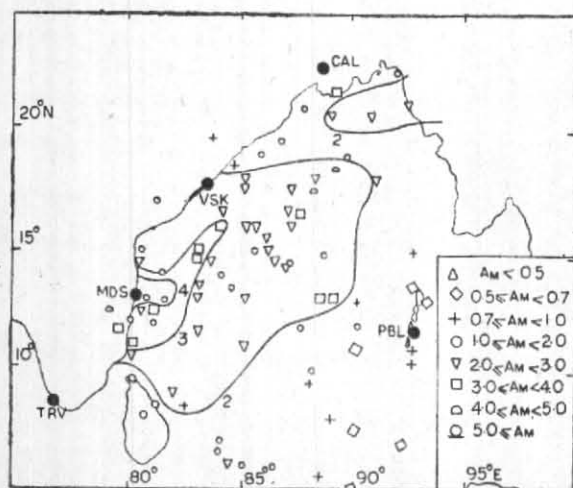 CAL
20°N
2
VSK
15°
MDS
4
3
PBL
10°
TRV
2
80°
85°
90°
95°E
AM < 0.5
0.5 ≤ AM < 0.7
0.7 ≤ AM < 1.0
1.0 ≤ AM < 2.0
2.0 ≤ AM < 3.0
3.0 ≤ AM < 4.0
4.0 ≤ AM < 5.0
5.0 ≤ AM